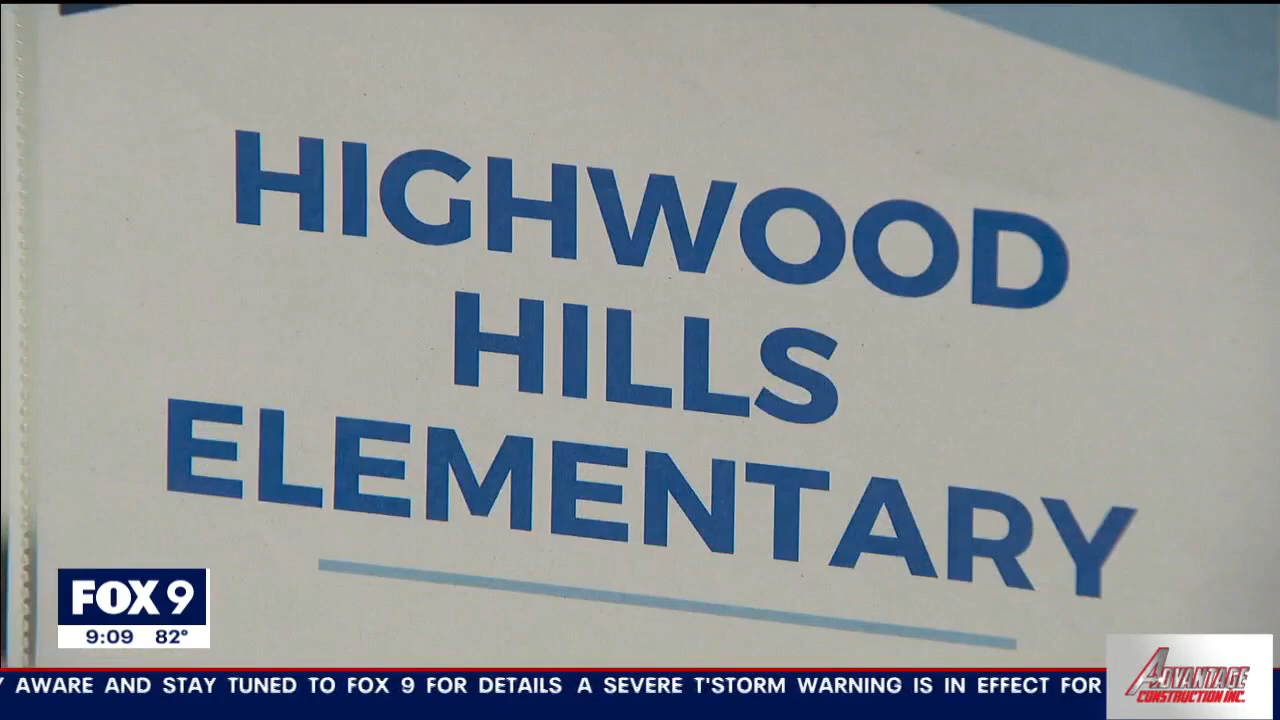 HIGHWOOD
HILLS
ELEMENTARY
FOX 9
9:09 82°
Y AWARE AND STAY TUNED TO FOX 9 FOR DETAILS A SEVERE T'STORM WARNING IS IN EFFECT FOR
ADVANTAGE
CONSTRUCTION INC.